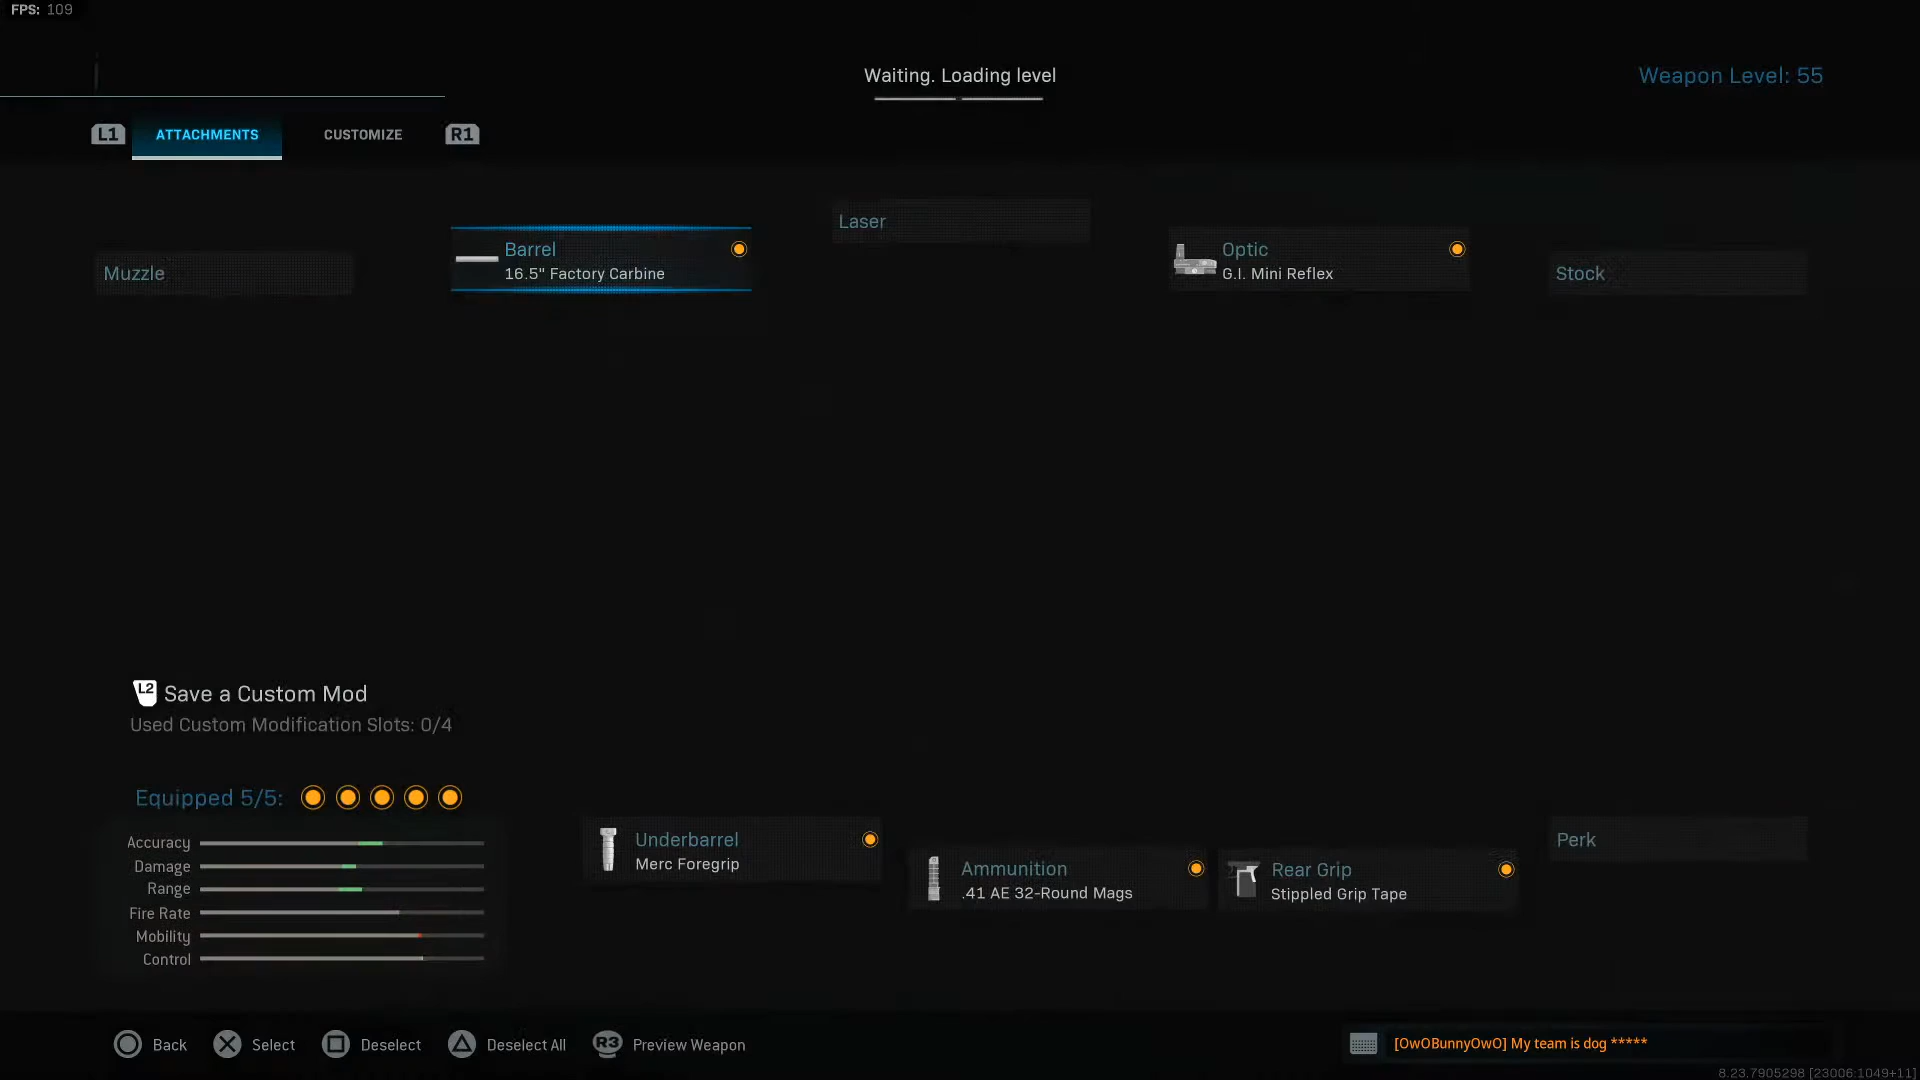 FPS: 109
Waiting. Loading level
Weapon Level: 55
L1 ATTACHMENTS CUSTOMIZE R1
Muzzle
Barrel
16.5" Factory Carbine
Laser
Optic
G.I. Mini Reflex
Stock
L2 Save a Custom Mod
Used Custom Modification Slots: 0/4
Equipped 5/5:
Accuracy
Damage
Range
Fire Rate
Mobility
Control
Underbarrel
Merc Foregrip
Ammunition
.41 AE 32-Round Mags
Rear Grip
Stippled Grip Tape
Perk
Back Select Deselect Deselect All R3 Preview Weapon
[OwOBunnyOwO] My team is dog *****
8.23.7905298 [23006:1049+11]